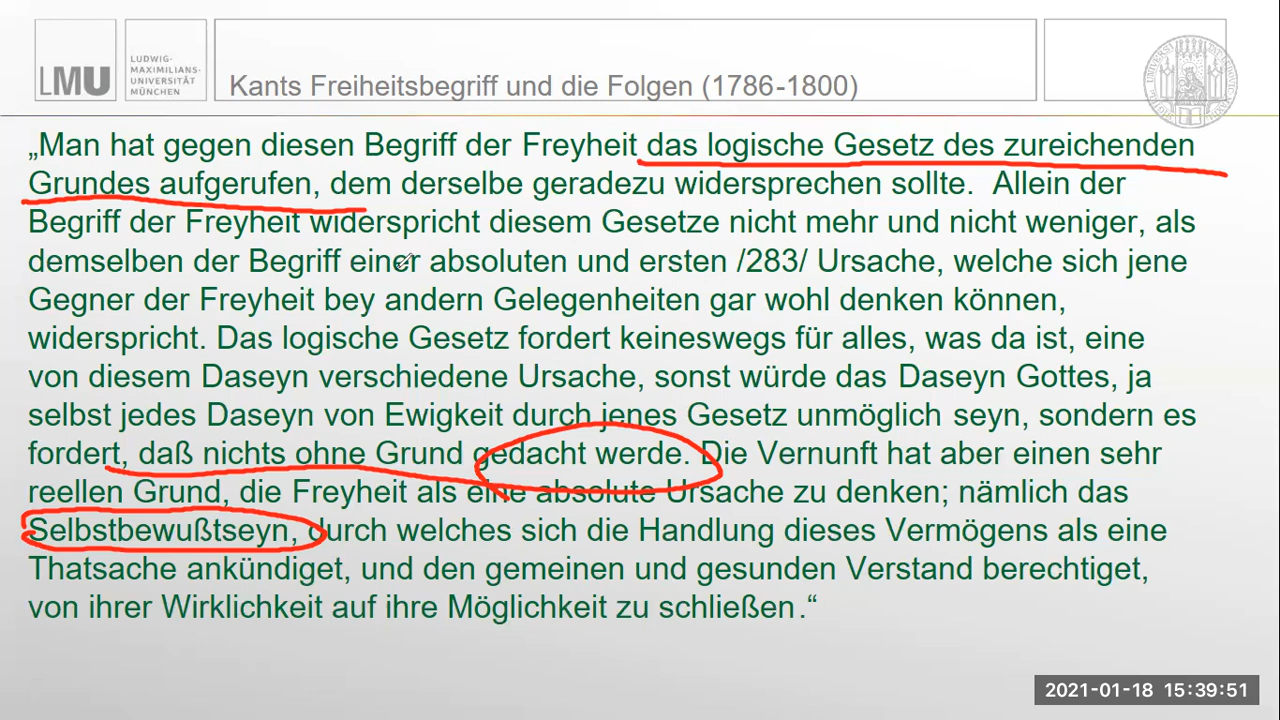 LMU
LUDWIG-
MAXIMILIANS-
UNIVERSITÄT
MÜNCHEN
Kants Freiheitsbegriff und die Folgen (1786-1800)
„Man hat gegen diesen Begriff der Freyheit das logische Gesetz des zureichenden
Grundes aufgerufen, dem derselbe geradezu widersprechen sollte. Allein der
Begriff der Freyheit widerspricht diesem Gesetze nicht mehr und nicht weniger, als
demselben der Begriff einer absoluten und ersten /283/ Ursache, welche sich jene
Gegner der Freyheit bey andern Gelegenheiten gar wohl denken können,
widerspricht. Das logische Gesetz fordert keineswegs für alles, was da ist, eine
von diesem Daseyn verschiedene Ursache, sonst würde das Daseyn Gottes, ja
selbst jedes Daseyn von Ewigkeit durch jenes Gesetz unmöglich seyn, sondern es
fordert, daß nichts ohne Grund gedacht werde. Die Vernunft hat aber einen sehr
reellen Grund, die Freyheit als eine absolute Ursache zu denken; nämlich das
Selbstbewußtseyn, durch welches sich die Handlung dieses Vermögens als eine
Thatsache ankündiget, und den gemeinen und gesunden Verstand berechtiget,
von ihrer Wirklichkeit auf ihre Möglichkeit zu schließen.“
2021-01-18 15:39:51